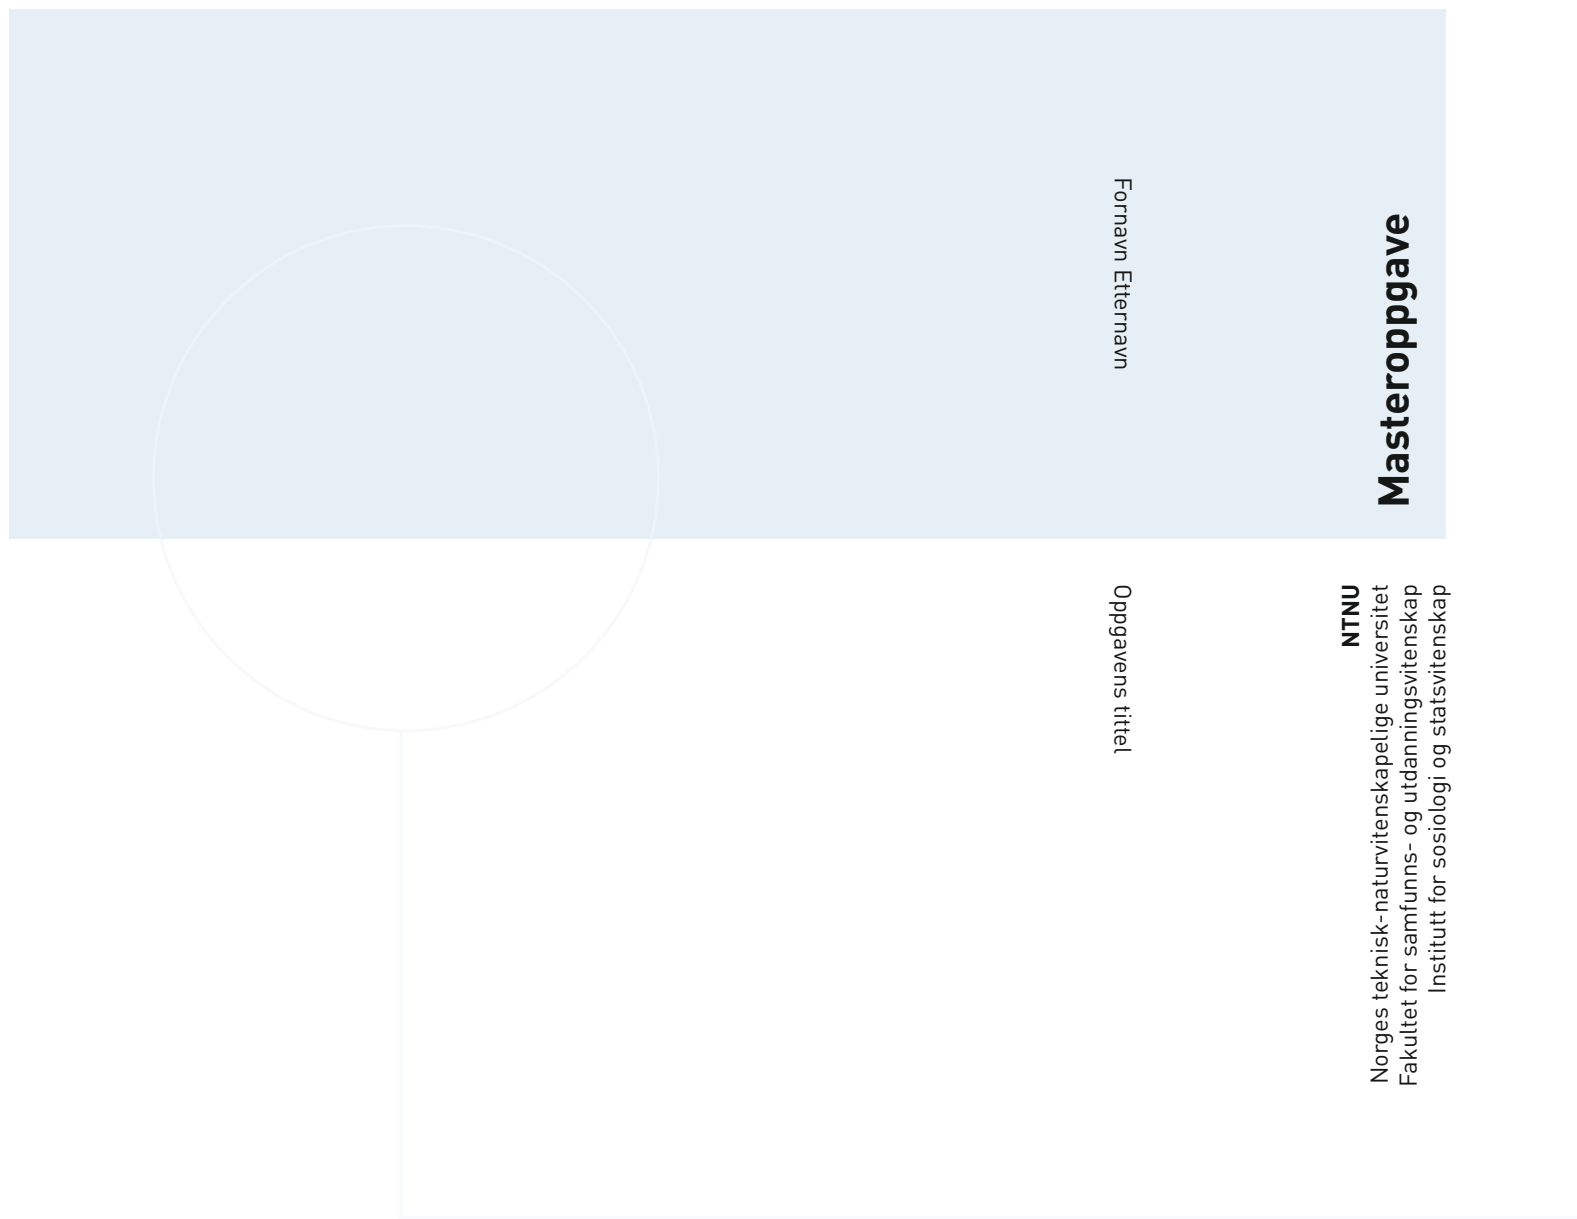 Masteroppgave
NTNU
Norges teknisk-naturvitenskapelige universitet
Fakultet for samfunns- og utdanningsvitenskap
Institutt for sosiologi og statsvitenskap
Fornavn Etternavn
Oppgavens tittel